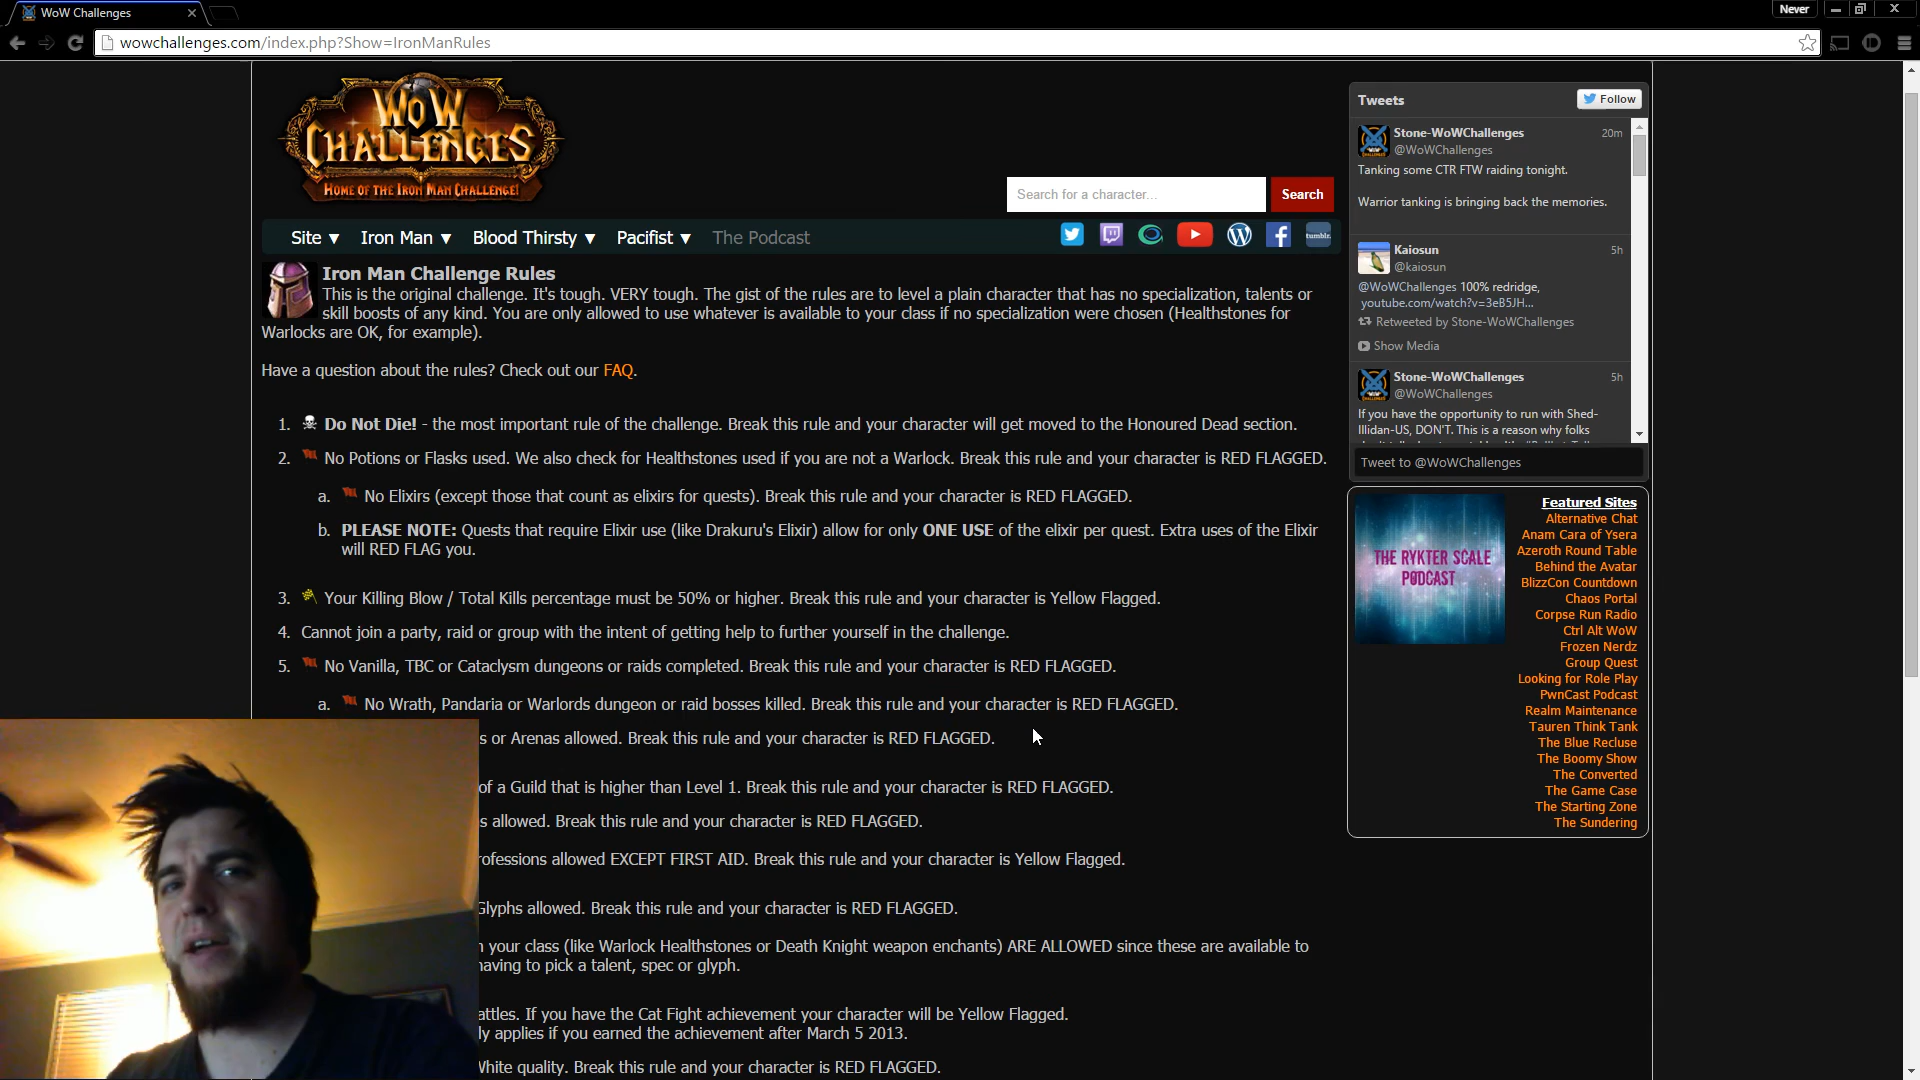 WoW Challenges
Never
wowchallenges.com/index.php?Show=IronManRules
WoW
CHALLENGES
HOME OF THE IRON MAN CHALLENGE!
Search for a character...
Search
Site ▼ Iron Man ▼ Blood Thirsty ▼ Pacifist ▼ The Podcast
tumblr.
Iron Man Challenge Rules
This is the original challenge. It's tough. VERY tough. The gist of the rules are to level a plain character that has no specialization, talents or
skill boosts of any kind. You are only allowed to use whatever is available to your class if no specialization were chosen (Healthstones for
Warlocks are OK, for example).
Have a question about the rules? Check out our FAQ.
1. Do Not Die! - the most important rule of the challenge. Break this rule and your character will get moved to the Honoured Dead section.
2. No Potions or Flasks used. We also check for Healthstones used if you are not a Warlock. Break this rule and your character is RED FLAGGED.
a. No Elixirs (except those that count as elixirs for quests). Break this rule and your character is RED FLAGGED.
b. PLEASE NOTE: Quests that require Elixir use (like Drakuru's Elixir) allow for only ONE USE of the elixir per quest. Extra uses of the Elixir
will RED FLAG you.
3. Your Killing Blow / Total Kills percentage must be 50% or higher. Break this rule and your character is Yellow Flagged.
4. Cannot join a party, raid or group with the intent of getting help to further yourself in the challenge.
5. No Vanilla, TBC or Cataclysm dungeons or raids completed. Break this rule and your character is RED FLAGGED.
a. No Wrath, Pandaria or Warlords dungeon or raid bosses killed. Break this rule and your character is RED FLAGGED.
s or Arenas allowed. Break this rule and your character is RED FLAGGED.
of a Guild that is higher than Level 1. Break this rule and your character is RED FLAGGED.
s allowed. Break this rule and your character is RED FLAGGED.
rofessions allowed EXCEPT FIRST AID. Break this rule and your character is Yellow Flagged.
Glyphs allowed. Break this rule and your character is RED FLAGGED.
n your class (like Warlock Healthstones or Death Knight weapon enchants) ARE ALLOWED since these are available to
having to pick a talent, spec or glyph.
attles. If you have the Cat Fight achievement your character will be Yellow Flagged.
ly applies if you earned the achievement after March 5 2013.
White quality. Break this rule and your character is RED FLAGGED.
Tweets
Follow
Stone-WoWChallenges 20m
@WoWChallenges
Tanking some CTR FTW raiding tonight.
Warrior tanking is bringing back the memories.
Kaiosun 5h
@kaiosun
@WoWChallenges 100% redridge,
youtube.com/watch?v=3eB5JH...
Retweeted by Stone-WoWChallenges
Show Media
Stone-WoWChallenges 5h
@WoWChallenges
If you have the opportunity to run with Shed-
Illidan-US, DON'T. This is a reason why folks
Tweet to @WoWChallenges
THE RYKTER SCALE
PODCAST
Featured Sites
Alternative Chat
Anam Cara of Ysera
Azeroth Round Table
Behind the Avatar
BlizzCon Countdown
Chaos Portal
Corpse Run Radio
Ctrl Alt WoW
Frozen Nerdz
Group Quest
Looking for Role Play
PwnCast Podcast
Realm Maintenance
Tauren Think Tank
The Blue Recluse
The Boomy Show
The Converted
The Game Case
The Starting Zone
The Sundering